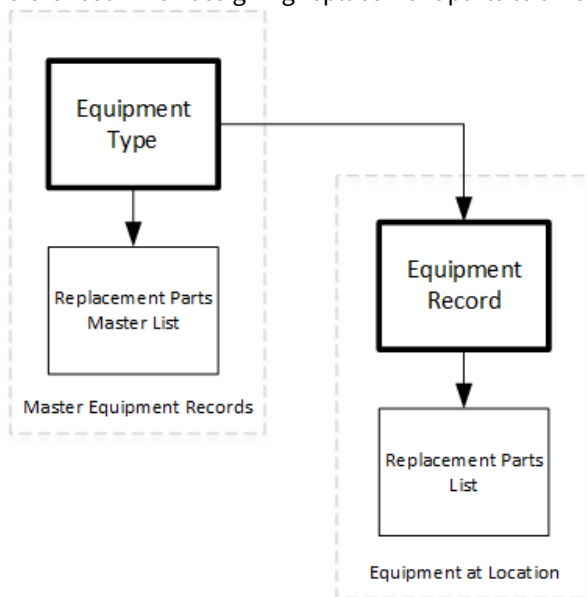 Equipment
Type
Replacement Parts
Master List
Master Equipment Records
Equipment
Record
Replacement Parts
List
Equipment at Location